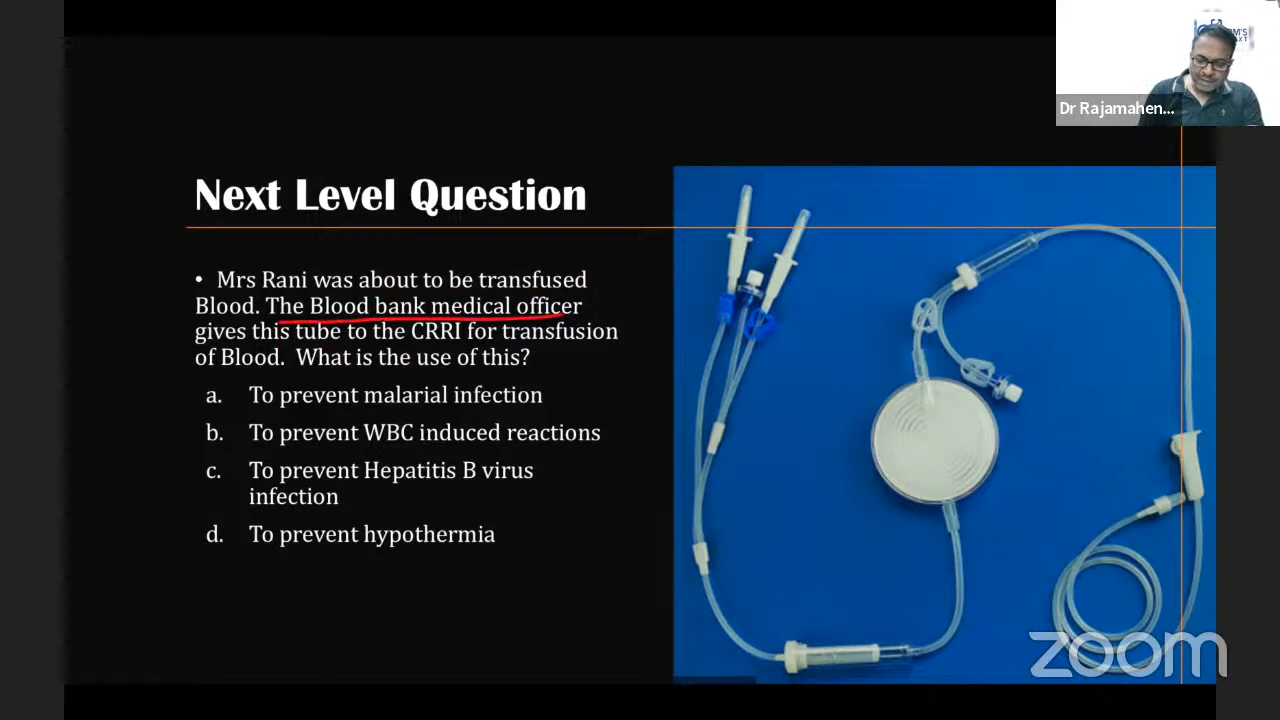 Dr Rajamahen...
Next Level Question
• Mrs Rani was about to be transfused
Blood. The Blood bank medical officer
gives this tube to the CRRI for transfusion
of Blood. What is the use of this?
a. To prevent malarial infection
b. To prevent WBC induced reactions
c. To prevent Hepatitis B virus
infection
d. To prevent hypothermia
zoom